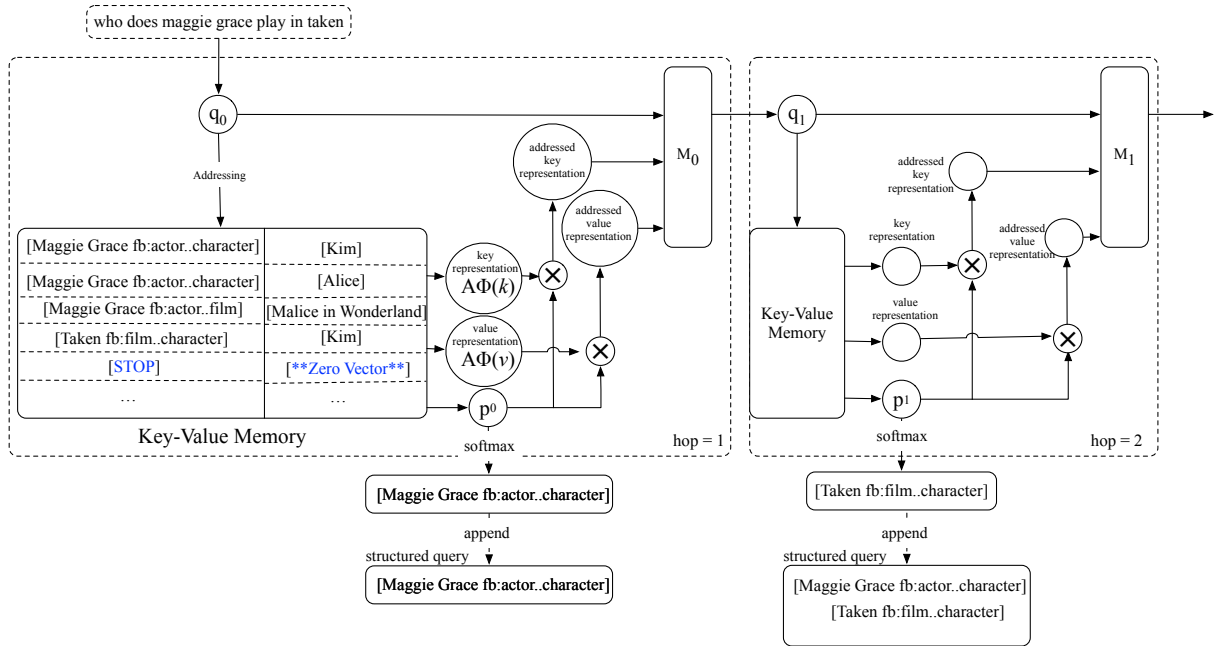 who does maggie grace play in taken
q0
Addressing
[Maggie Grace fb:actor..character]
[Kim]
[Maggie Grace fb:actor..character]
[Alice]
[Maggie Grace fb:actor..film]
[Malice in Wonderland]
[Taken fb:film..character]
[Kim]
[STOP]
[**Zero Vector**]
…
…
Key-Value Memory
key
representation
AΦ(k)
value
representation
AΦ(v)
p0
addressed
key
representation
addressed
value
representation
M0
hop = 1
softmax
[Maggie Grace fb:actor..character]
append
structured query
[Maggie Grace fb:actor..character]
q1
Key-Value
Memory
key
representation
value
representation
p1
addressed
key
representation
addressed
value
representation
M1
hop = 2
softmax
[Taken fb:film..character]
append
structured query
[Maggie Grace fb:actor..character]
[Taken fb:film..character]